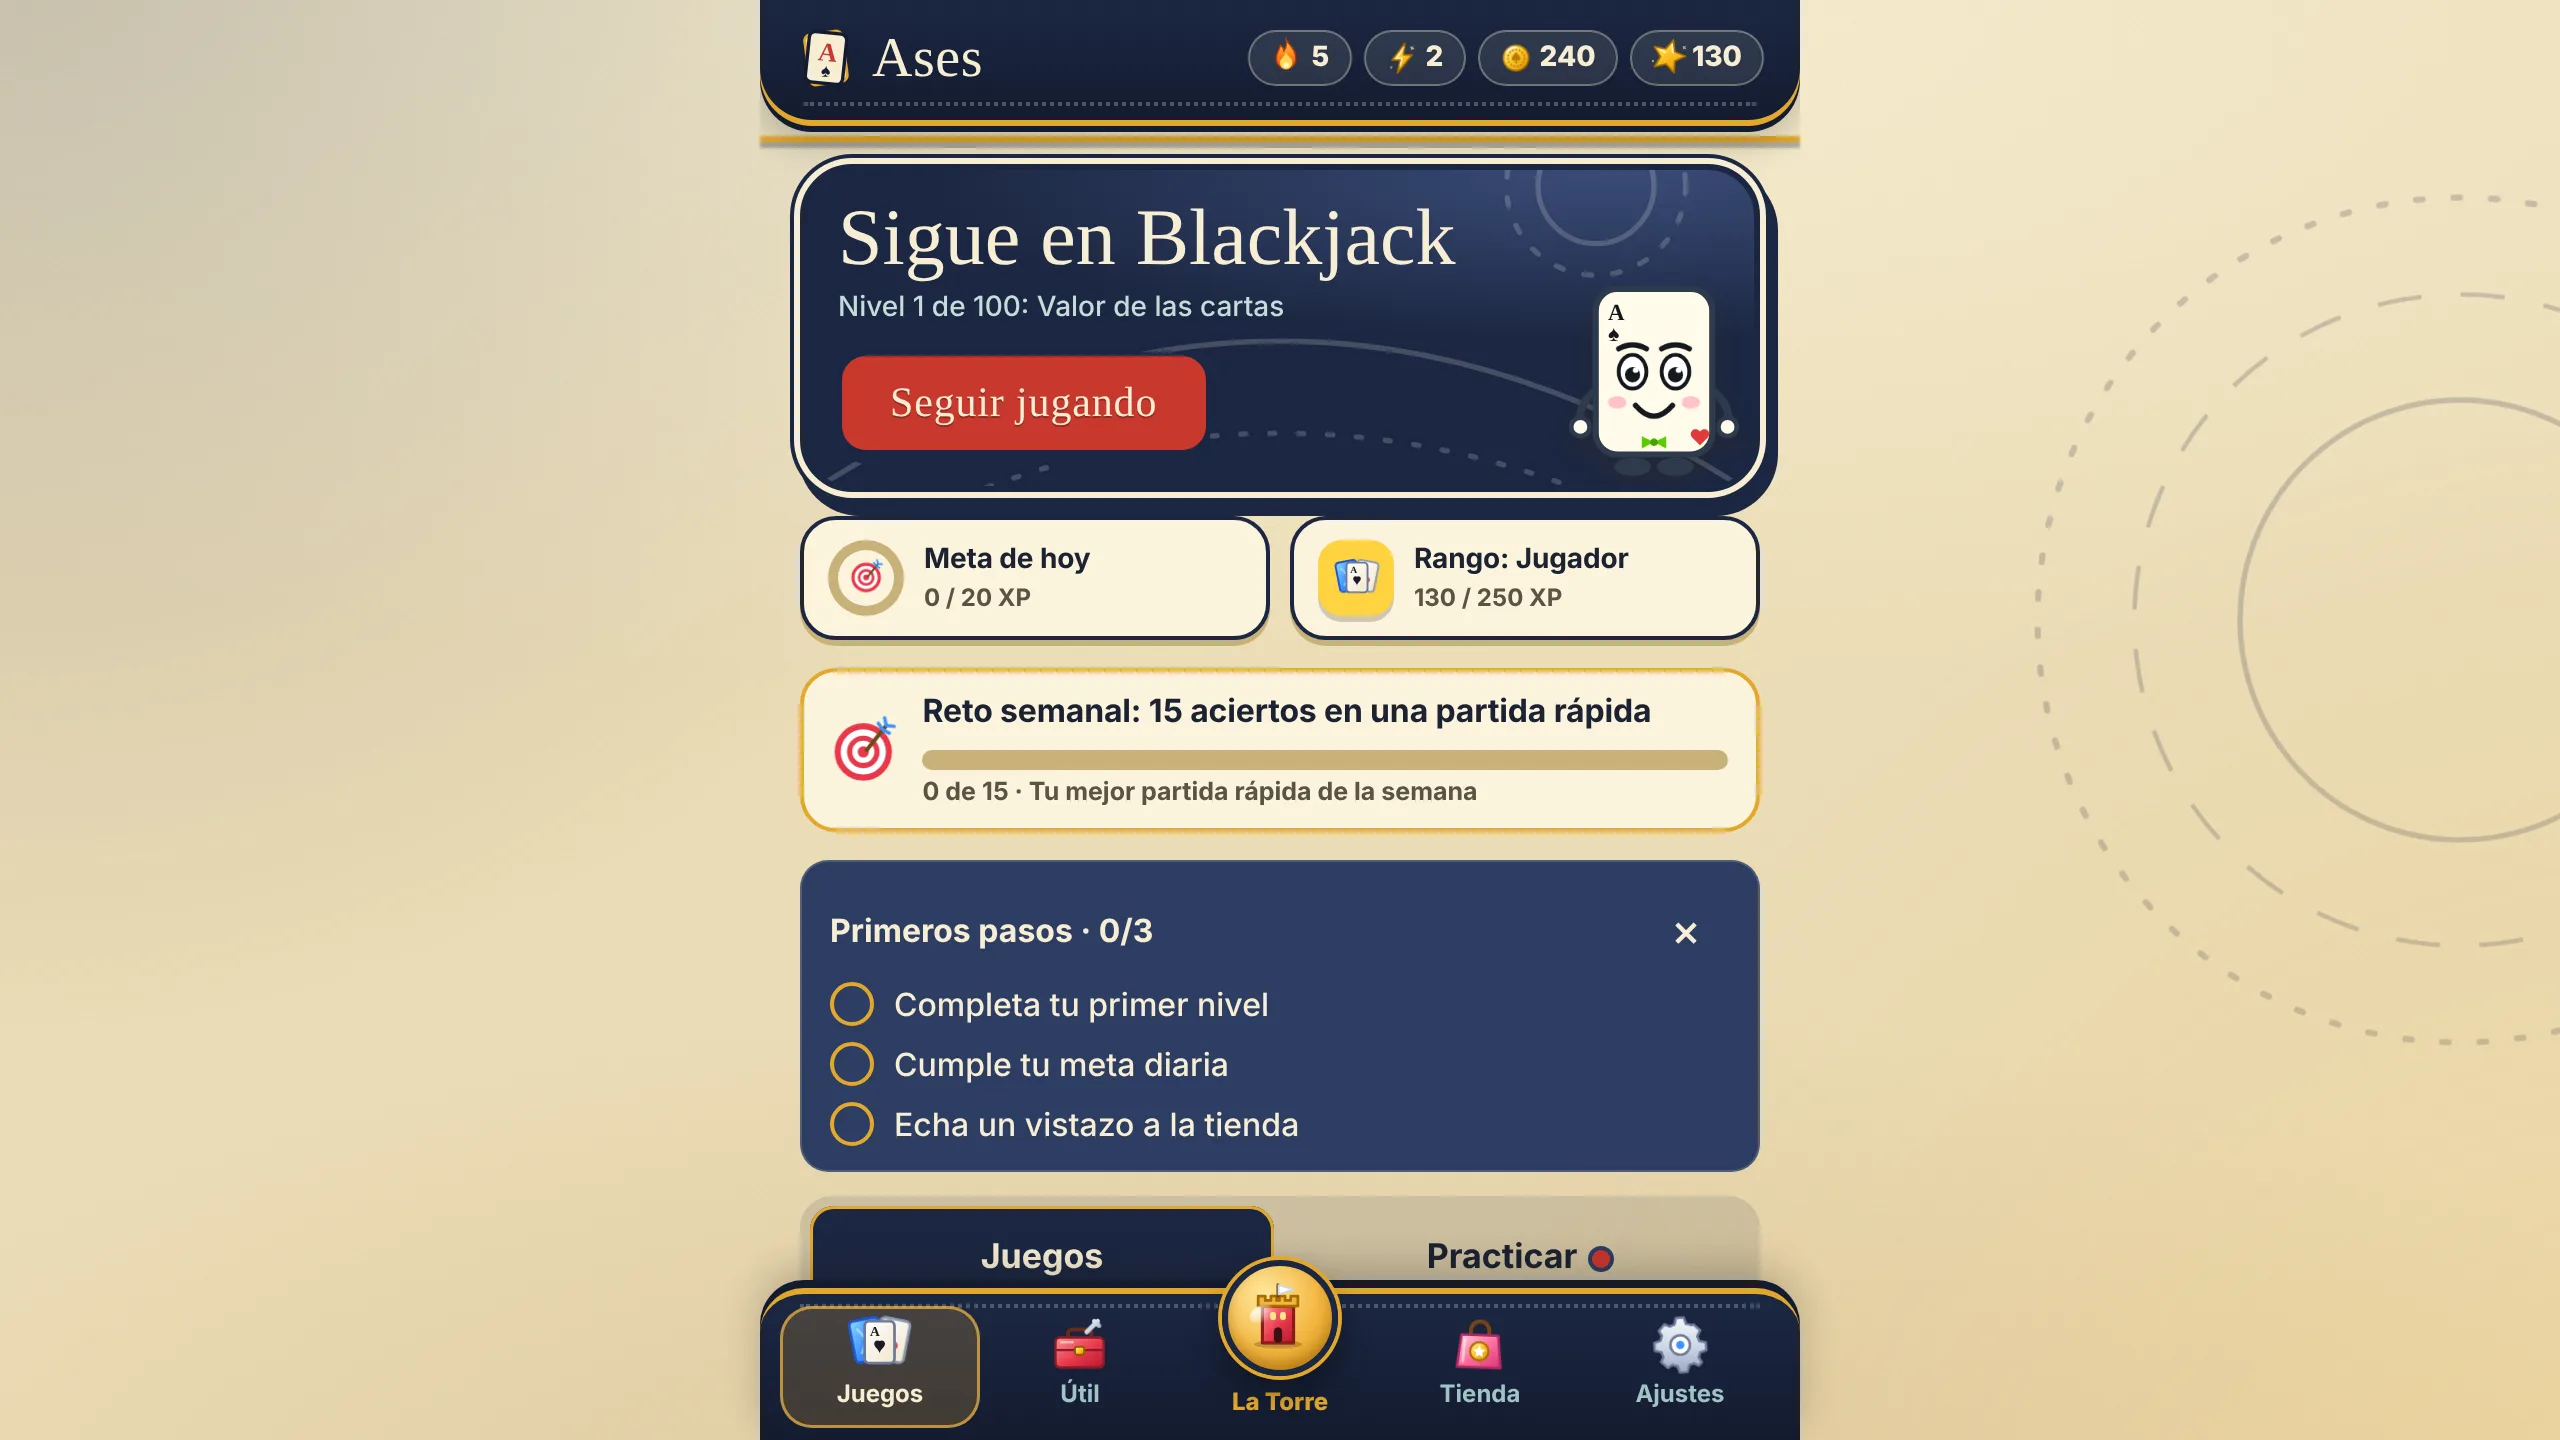 Ases
5
2
240
130
Sigue en Blackjack
Nivel 1 de 100: Valor de las cartas
Seguir jugando
A
Meta de hoy
0 / 20 XP
Rango: Jugador
130 / 250 XP
Reto semanal: 15 aciertos en una partida rápida
0 de 15 · Tu mejor partida rápida de la semana
Primeros pasos · 0/3
Completa tu primer nivel
Cumple tu meta diaria
Echa un vistazo a la tienda
Juegos
Practicar
Juegos
Útil
La Torre
Tienda
Ajustes